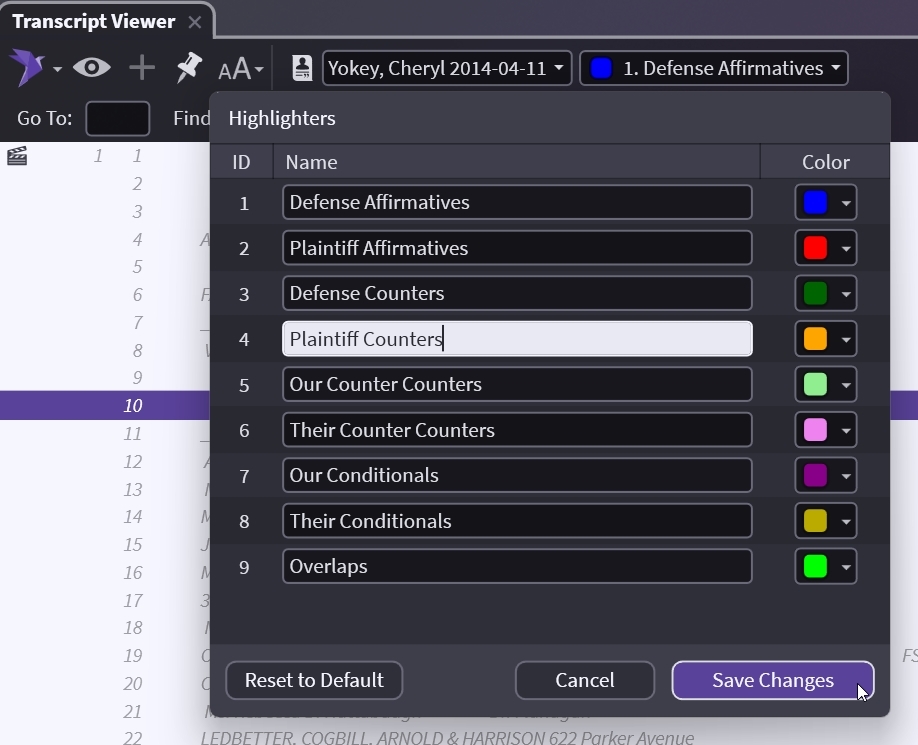 Transcript Viewer
AA Yokey, Cheryl 2014-04-11 1. Defense Affirmatives
Go To: Find
Highlighters
ID Name Color
1 Defense Affirmatives
2 Plaintiff Affirmatives
3 Defense Counters
4 Plaintiff Counters
5 Our Counter Counters
6 Their Counter Counters
7 Our Conditionals
8 Their Conditionals
9 Overlaps
Reset to Default Cancel Save Changes
1 1
2
3
4 A
5
6
7
8
9
10
11
12
13
14
15
16
17
18
19 FS
20
21
22 LEDBETTER, COGBILL, ARNOLD & HARRISON 622 Parker Avenue